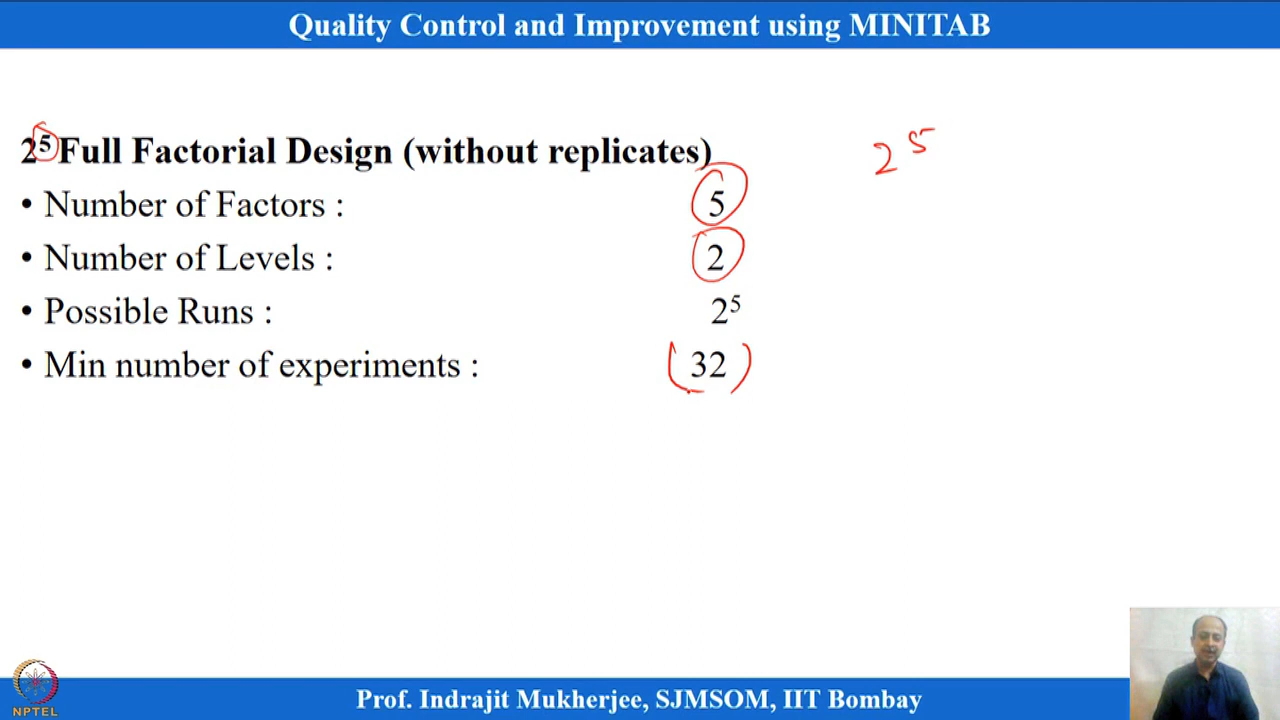 Quality Control and Improvement using MINITAB
2⁵ Full Factorial Design (without replicates)
2⁵
• Number of Factors : 5
• Number of Levels : 2
• Possible Runs : 2⁵
• Min number of experiments : (32)
NPTEL
Prof. Indrajit Mukherjee, SJMSOM, IIT Bombay